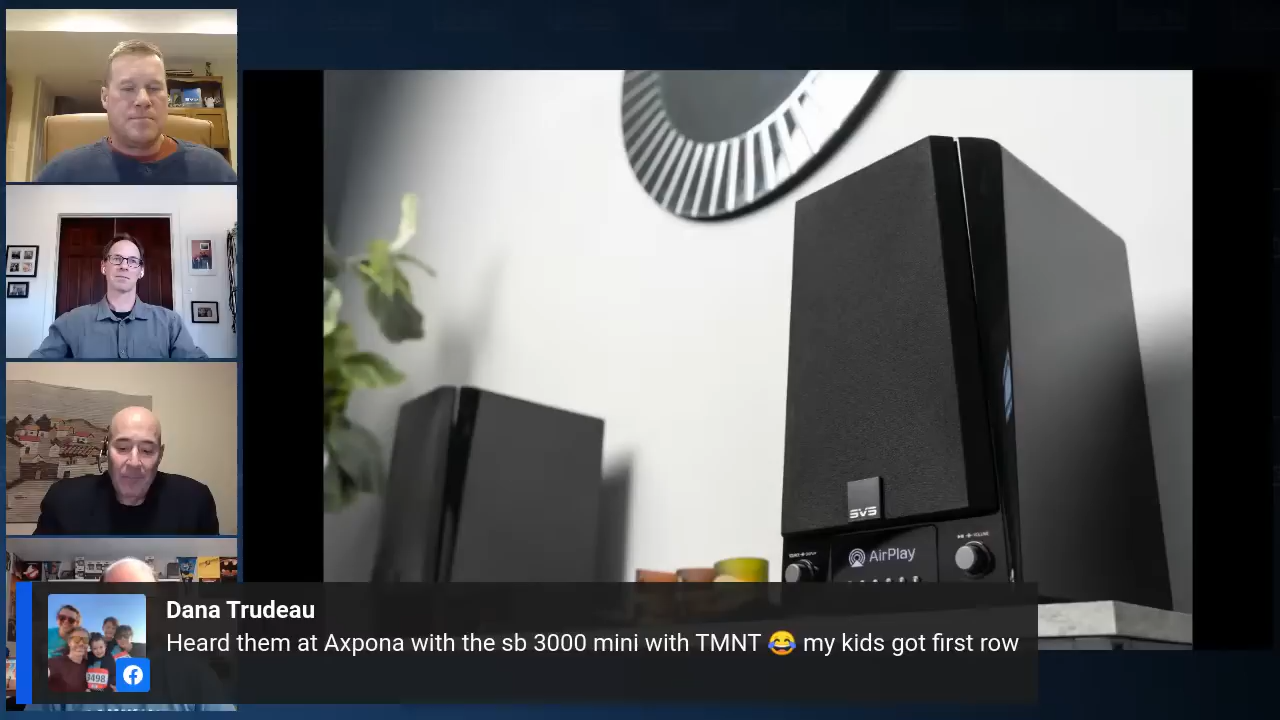 SVS
AirPlay
VOLUME
3498
Dana Trudeau
Heard them at Axpona with the sb 3000 mini with TMNT 😂 my kids got first row